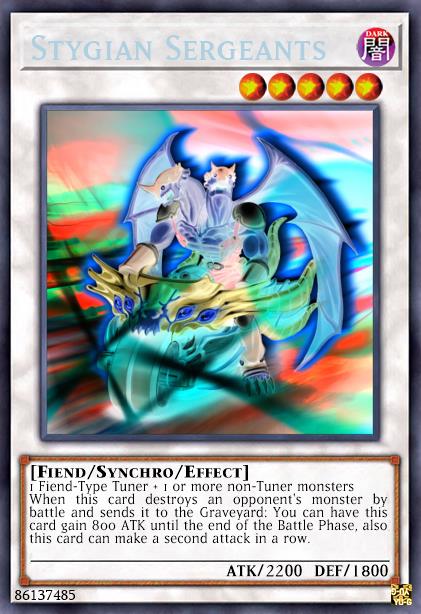 Stygian Sergeants
DARK
闇
[Fiend/Synchro/Effect]
1 Fiend-Type Tuner + 1 or more non-Tuner monsters
When this card destroys an opponent's monster by
battle and sends it to the Graveyard: You can have this
card gain 800 ATK until the end of the Battle Phase, also
this card can make a second attack in a row.
ATK/2200 DEF/1800
86137485